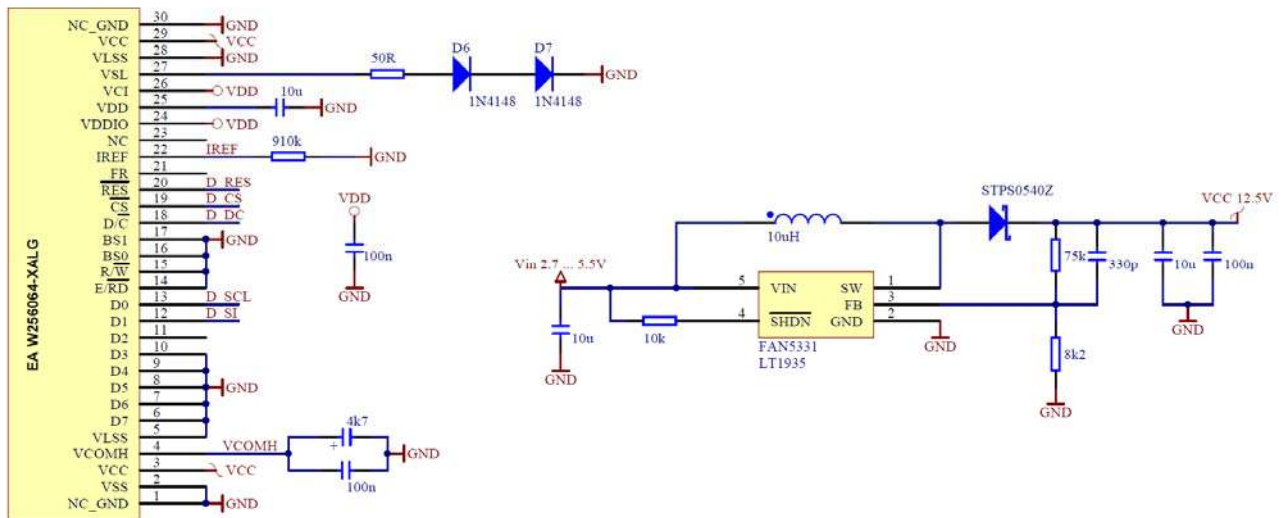 EA W256064-XALG
NC_GND 30 GND
VCC 29 VCC
VLSS 28 GND
VSL 27 50R D6 1N4148 D7 1N4148 GND
VCI 26 VDD
VDD 25 10u GND
VDDIO 24 VDD
NC 23
IREF 22 IREF 910k GND
FR 21
RES 20 D_RES
CS 19 D_CS
D/C 18 D_DC
BS1 17 GND
BS0 16
R/W 15
E/RD 14
D0 13 D_SCL
D1 12 D_SI
D2 11
D3 10
D4 9
D5 8 GND
D6 7
D7 6
VLSS 5
VCOMH 4 VCOMH 4k7 + 100n GND
VCC 3 VCC
VSS 2
NC_GND 1 GND
VDD
100n
GND
STPS0540Z
VCC 12.5V
10uH
75k
330p
10u
100n
GND
Vin 2.7 ... 5.5V
5 VIN SW 1
FB 3
4 SHDN GND 2
10u
10k
GND
GND
FAN5331
LT1935
8k2
GND